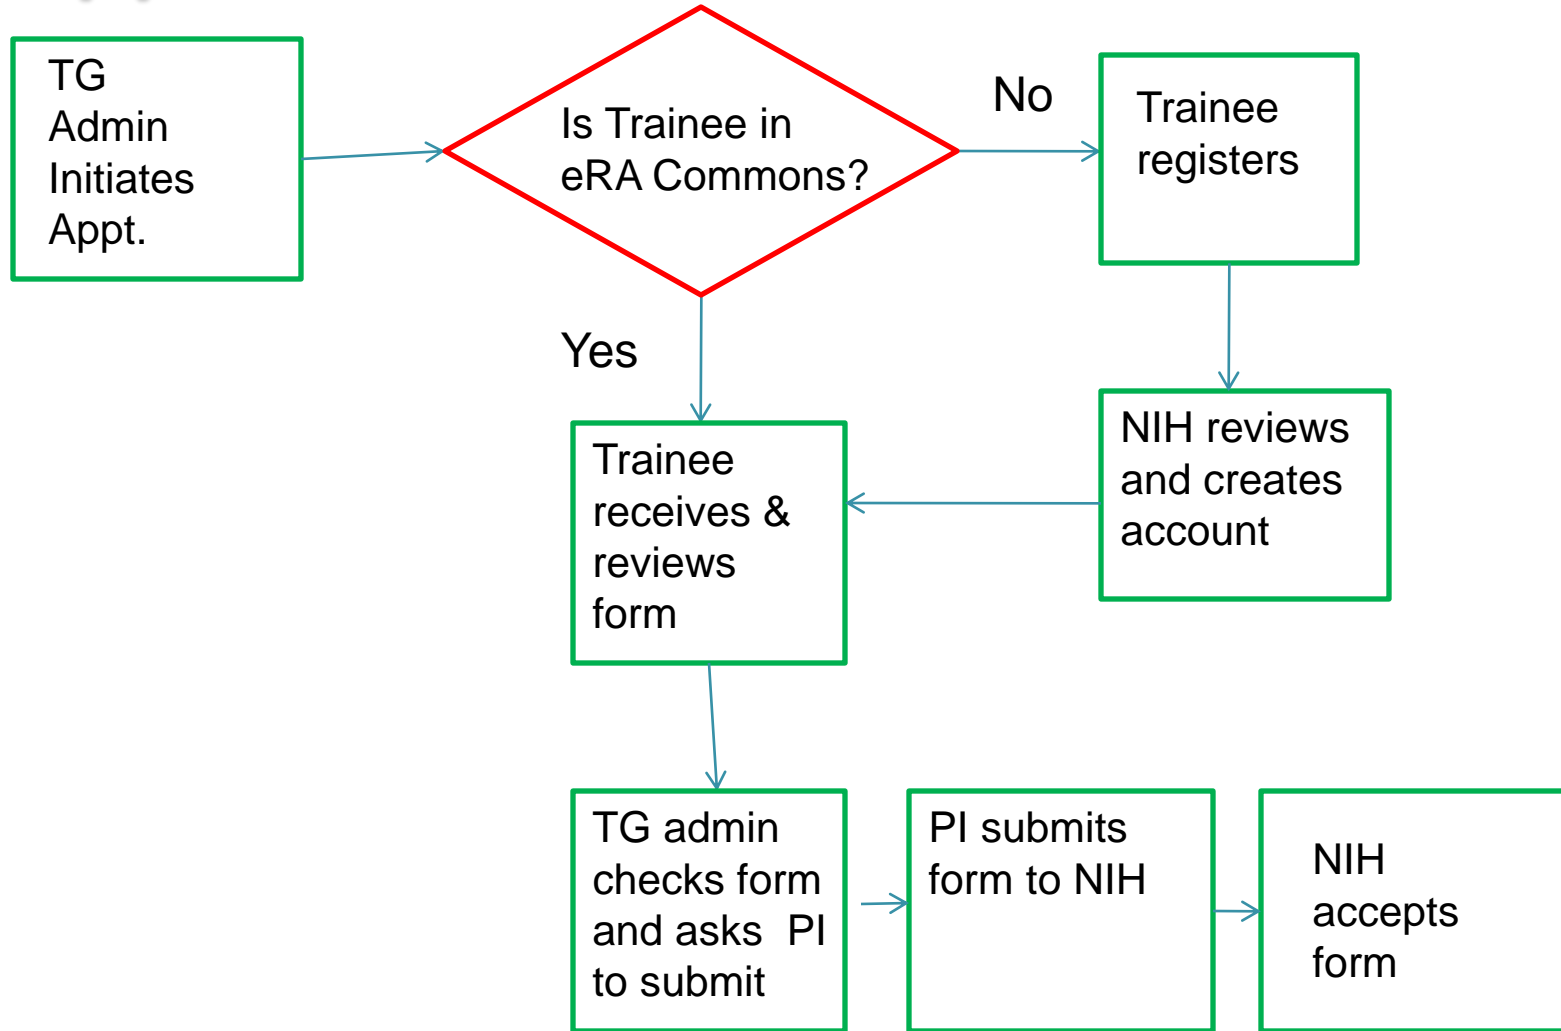 TG
Admin
Initiates
Appt.
Is Trainee in
eRA Commons?
No
Trainee
registers
Yes
NIH reviews
and creates
account
Trainee
receives &
reviews
form
TG admin
checks form
and asks  PI
to submit
PI submits
form to NIH
NIH
accepts
form